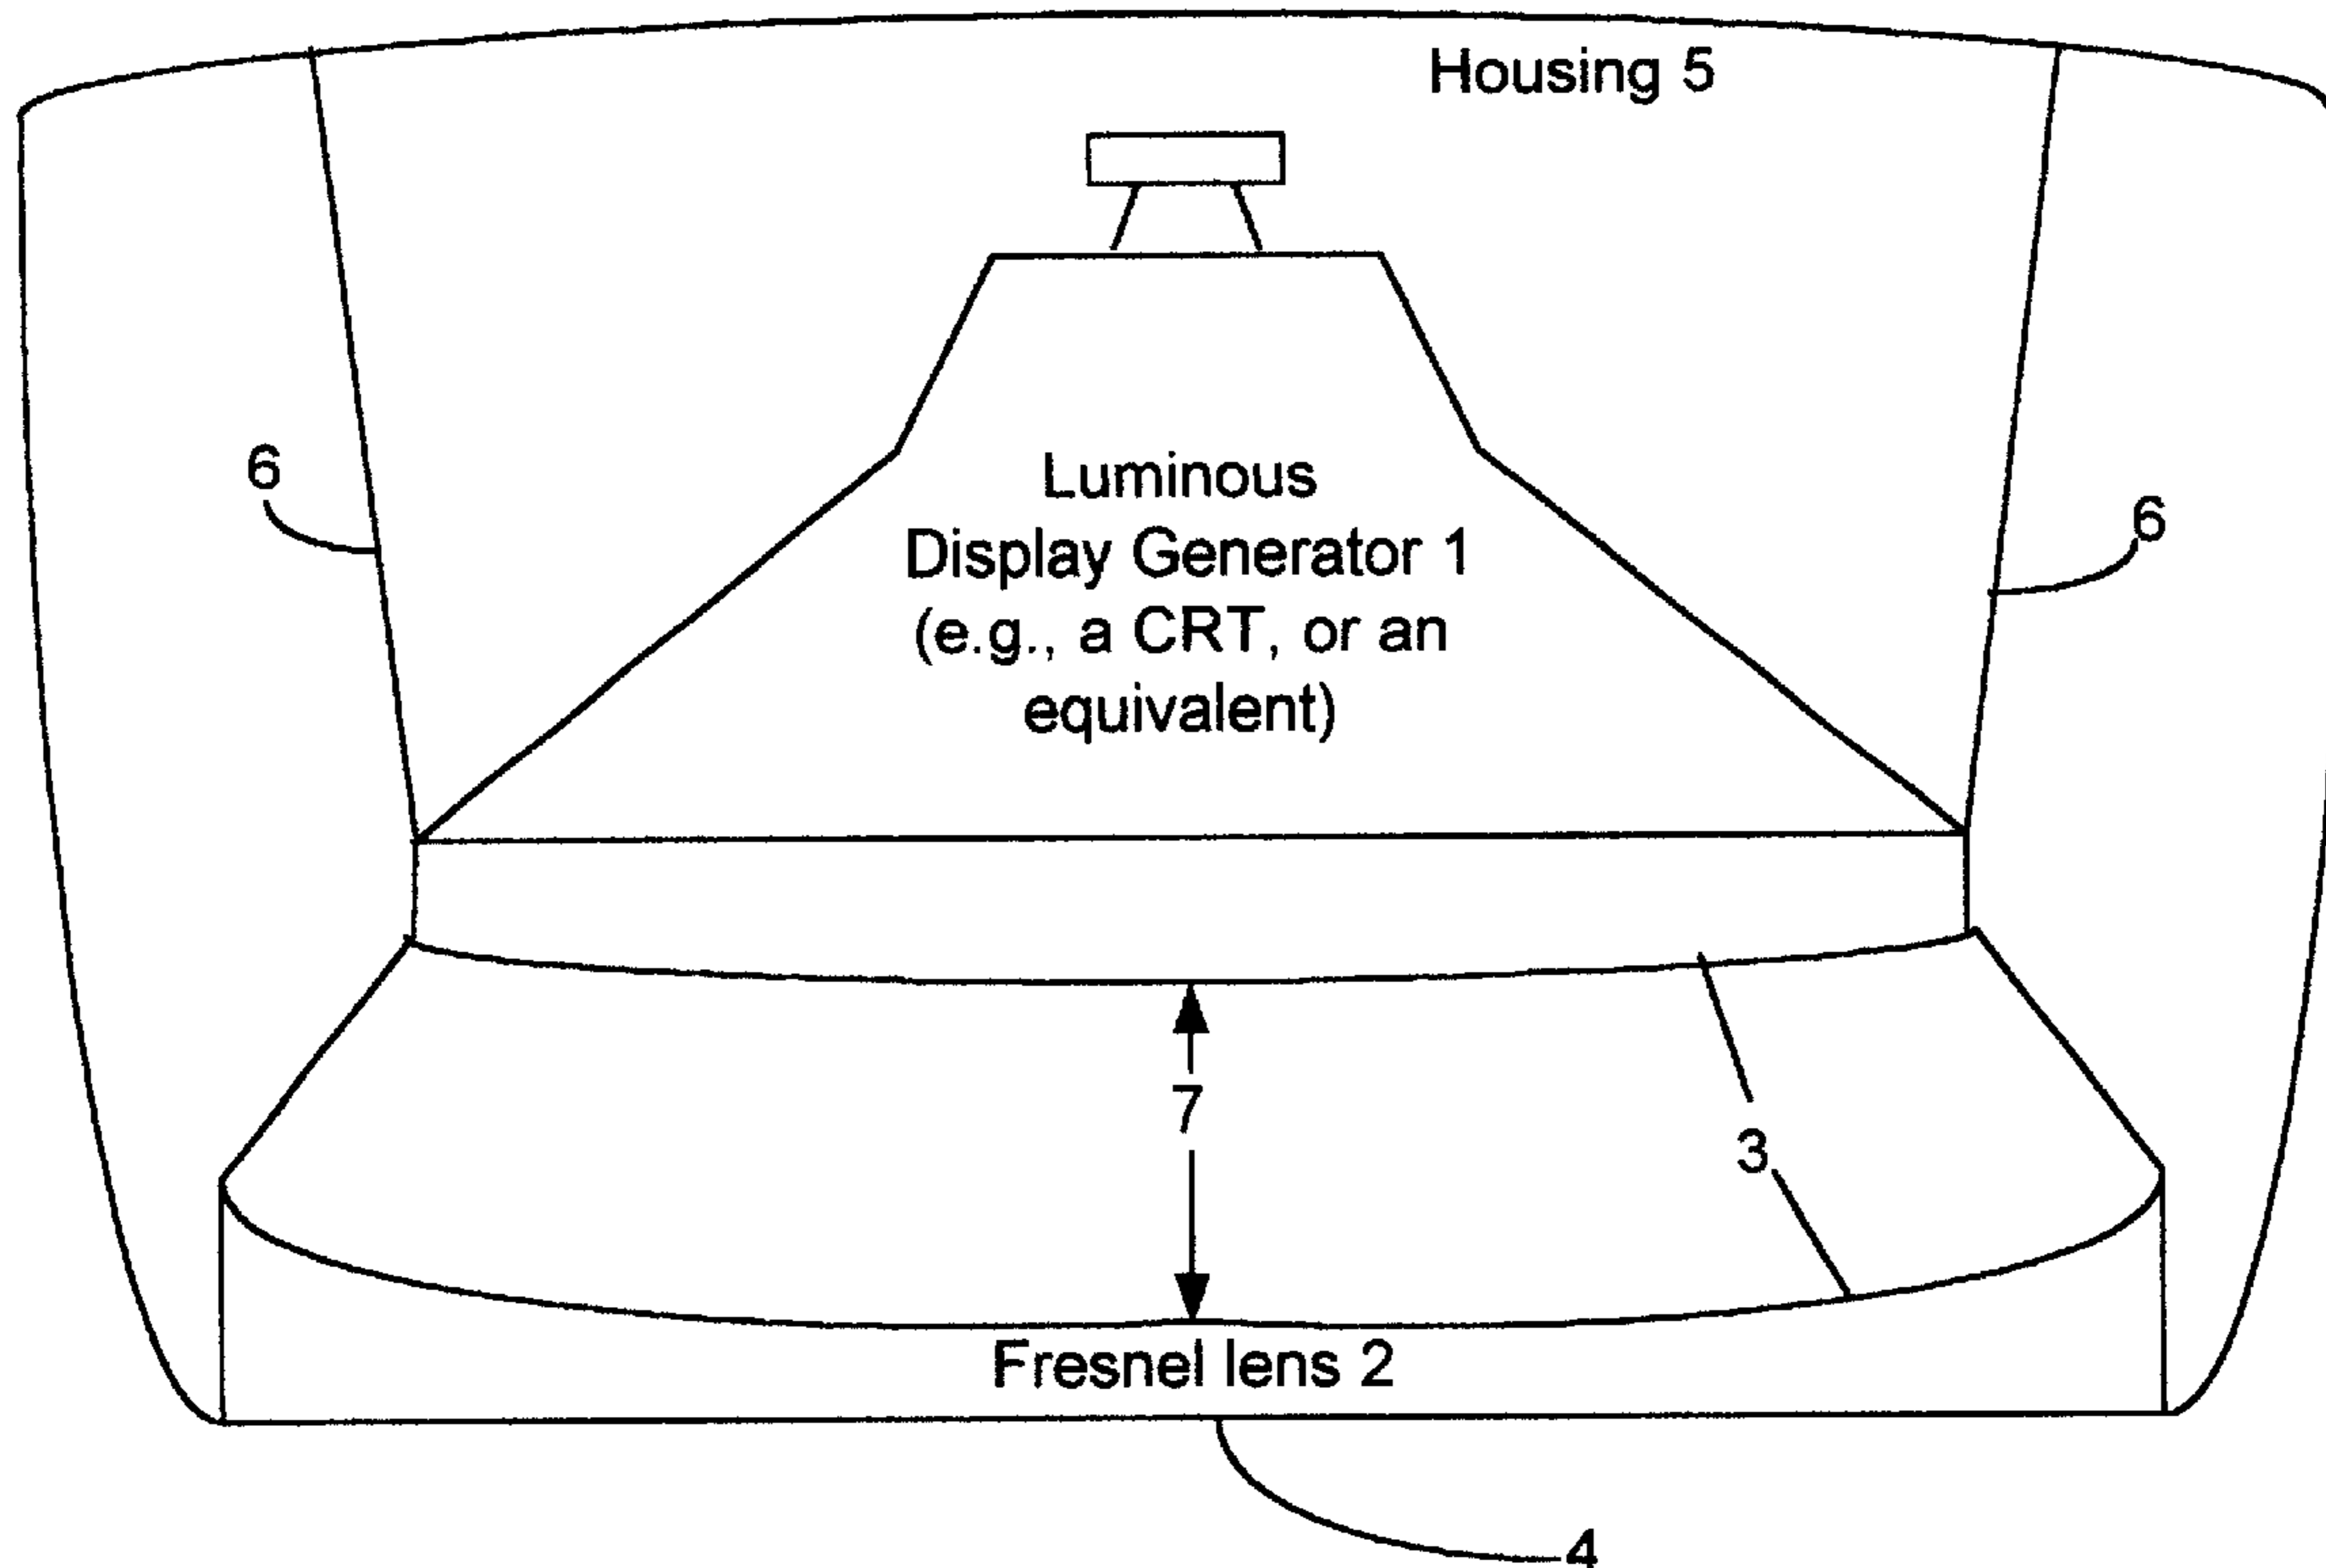 Housing 5
6
Luminous
Display Generator 1
(e.g., a CRT, or an
equivalent)
6
7
3
Fresnel lens 2
4